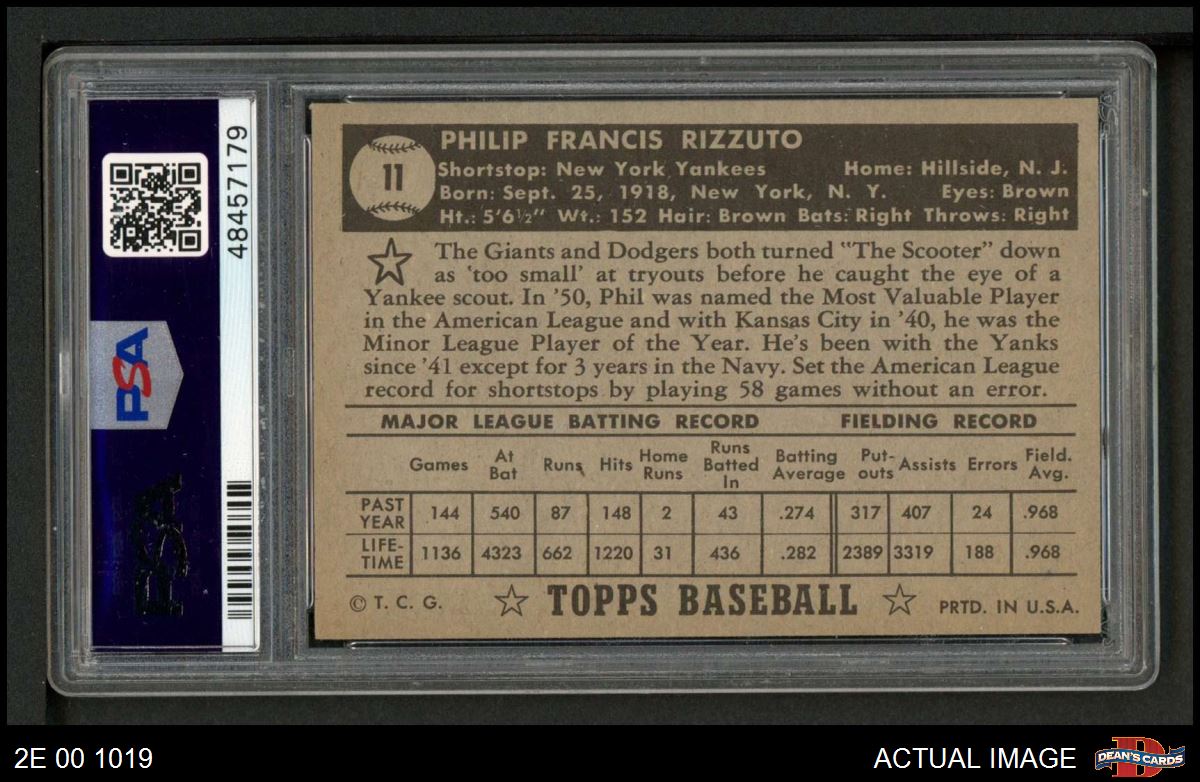 48457179
PSA
PSA
11
PHILIP FRANCIS RIZZUTO
Shortstop: New York Yankees Home: Hillside, N. J.
Born: Sept. 25, 1918, New York, N. Y. Eyes: Brown
Ht.: 5'6½" Wt.: 152 Hair: Brown Bats: Right Throws: Right
The Giants and Dodgers both turned "The Scooter" down
as 'too small' at tryouts before he caught the eye of a
Yankee scout. In '50, Phil was named the Most Valuable Player
in the American League and with Kansas City in '40, he was the
Minor League Player of the Year. He's been with the Yanks
since '41 except for 3 years in the Navy. Set the American League
record for shortstops by playing 58 games without an error.
MAJOR LEAGUE BATTING RECORD FIELDING RECORD
Games At Bat Runs Hits Home Runs Runs Batted In Batting Average Put-outs Assists Errors Field. Avg.
PAST YEAR 144 540 87 148 2 43 .274 317 407 24 .968
LIFE-TIME 1136 4323 662 1220 31 436 .282 2389 3319 188 .968
© T. C. G. TOPPS BASEBALL PRTD. IN U.S.A.
2E 00 1019 ACTUAL IMAGE DEAN'S CARDS